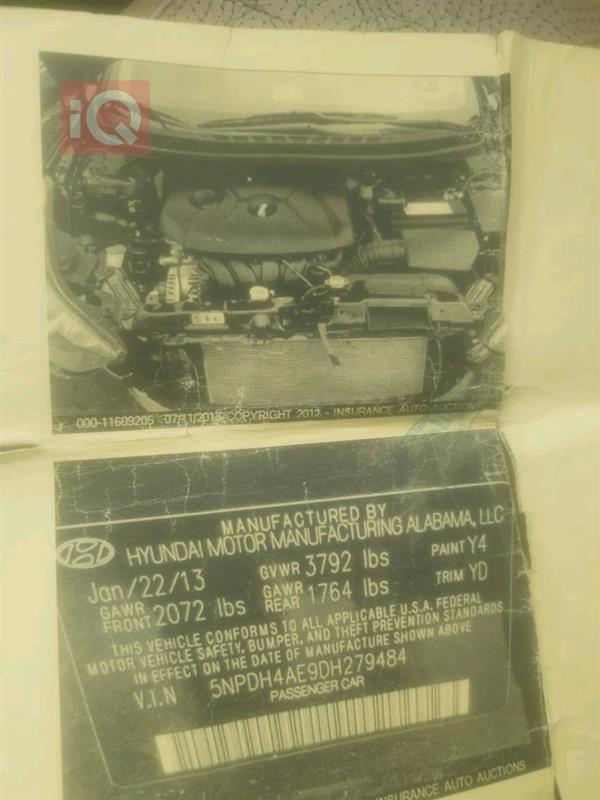 iQ
000-11609205 07/11/2013 COPYRIGHT 2012 - INSURANCE AUTO AUCTIONS
MANUFACTURED BY
HYUNDAI MOTOR MANUFACTURING ALABAMA, LLC
Jan/22/13 GVWR 3792 lbs PAINT Y4
GAWR FRONT 2072 lbs GAWR REAR 1764 lbs TRIM YD
THIS VEHICLE CONFORMS TO ALL APPLICABLE U.S.A. FEDERAL
MOTOR VEHICLE SAFETY, BUMPER, AND THEFT PREVENTION STANDARDS
IN EFFECT ON THE DATE OF MANUFACTURE SHOWN ABOVE
V.I.N 5NPDH4AE9DH279484
PASSENGER CAR
INSURANCE AUTO AUCTIONS